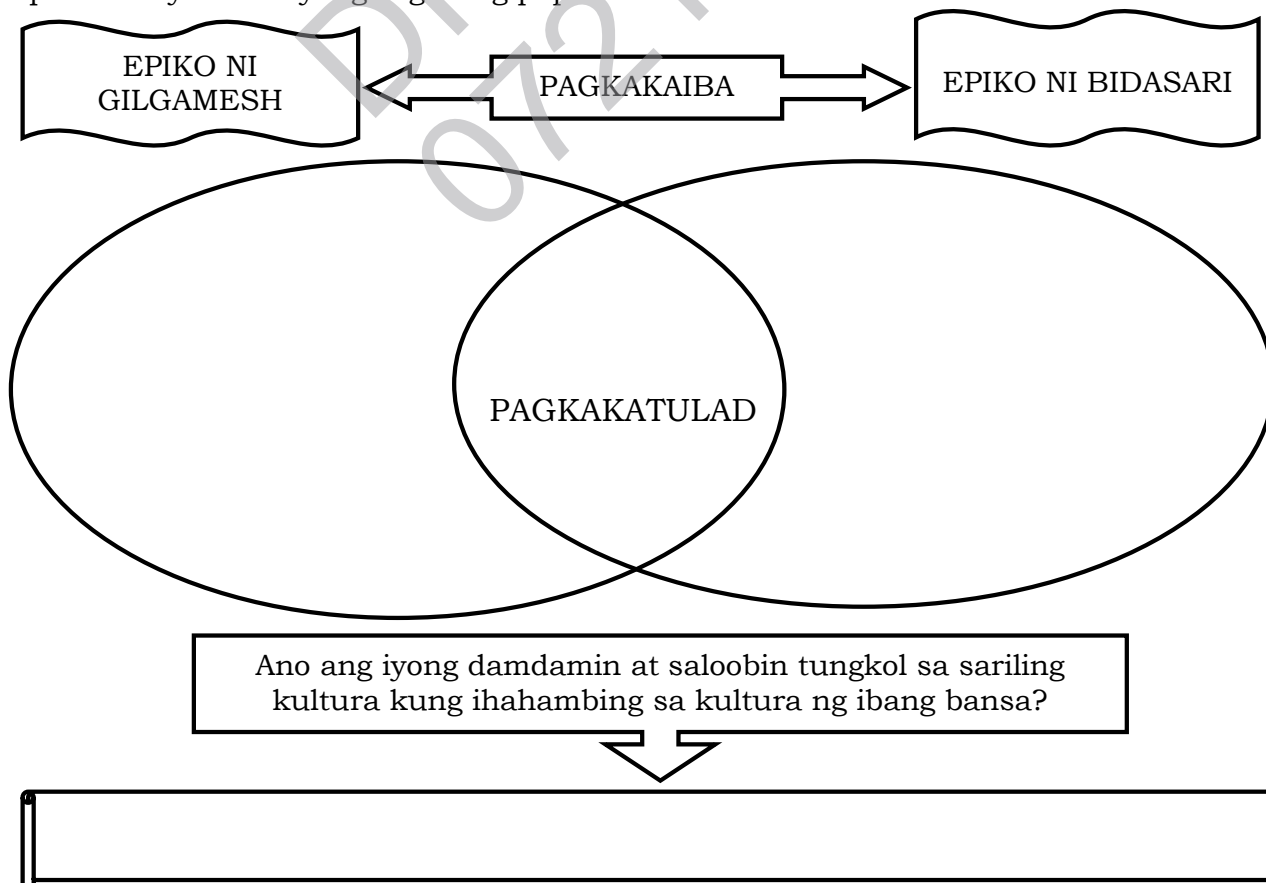 EPIKO NI
GILGAMESH
PAGKAKAIBA
EPIKO NI BIDASARI
PAGKAKATULAD
Ano ang iyong damdamin at saloobin tungkol sa sariling
kultura kung ihahambing sa kultura ng ibang bansa?